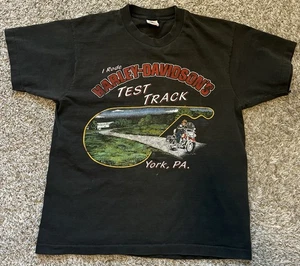 I Rode
HARLEY-DAVIDSON'S
TEST
TRACK
York, PA.